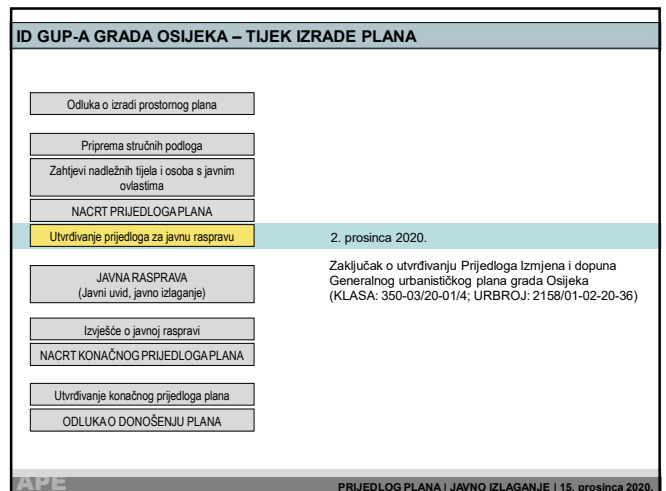 ID GUP-A GRADA OSIJEKA – TIJEK IZRADE PLANA
Odluka o izradi prostornog plana
Priprema stručnih podloga
Zahtjevi nadležnih tijela i osoba s javnim
ovlastima
NACRT PRIJEDLOGA PLANA
Utvrđivanje prijedloga za javnu raspravu
2. prosinca 2020.
Zaključak o utvrđivanju Prijedloga Izmjena i dopuna
Generalnog urbanističkog plana grada Osijeka
(KLASA: 350-03/20-01/4; URBROJ: 2158/01-02-20-36)
JAVNA RASPRAVA
(Javni uvid, javno izlaganje)
Izvješće o javnoj raspravi
NACRT KONAČNOG PRIJEDLOGA PLANA
Utvrđivanje konačnog prijedloga plana
ODLUKA O DONOŠENJU PLANA
APE
PRIJEDLOG PLANA | JAVNO IZLAGANJE | 15. prosinca 2020.